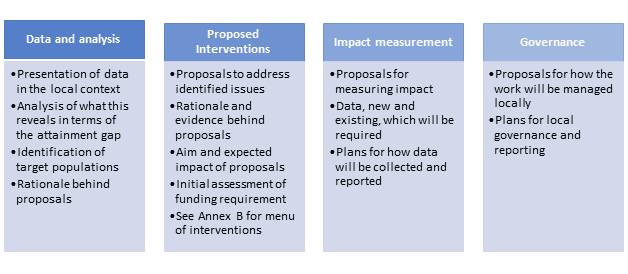 Data and analysis
•Presentation of data
in the local context
•Analysis of what this
reveals in terms of
the attainment gap
•Identification of
target populations
•Rationale behind
proposals
Proposed
Interventions
•Proposals to address
identified issues
•Rationale and
evidence behind
proposals
•Aim and expected
impact of proposals
•Initial assessment of
funding requirement
•See Annex B for menu
of interventions
Impact measurement
•Proposals for
measuring impact
•Data, new and
existing, which will be
required
•Plans for how data
will be collected and
reported
Governance
•Proposals for how the
work will be managed
locally
•Plans for local
governance and
reporting